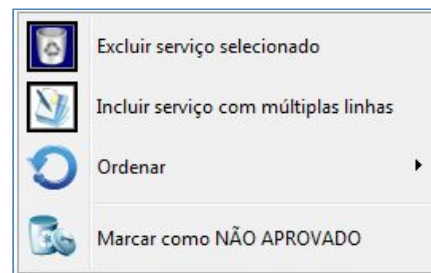 Excluir serviço selecionado
Incluir serviço com múltiplas linhas
Ordenar
Marcar como NÃO APROVADO